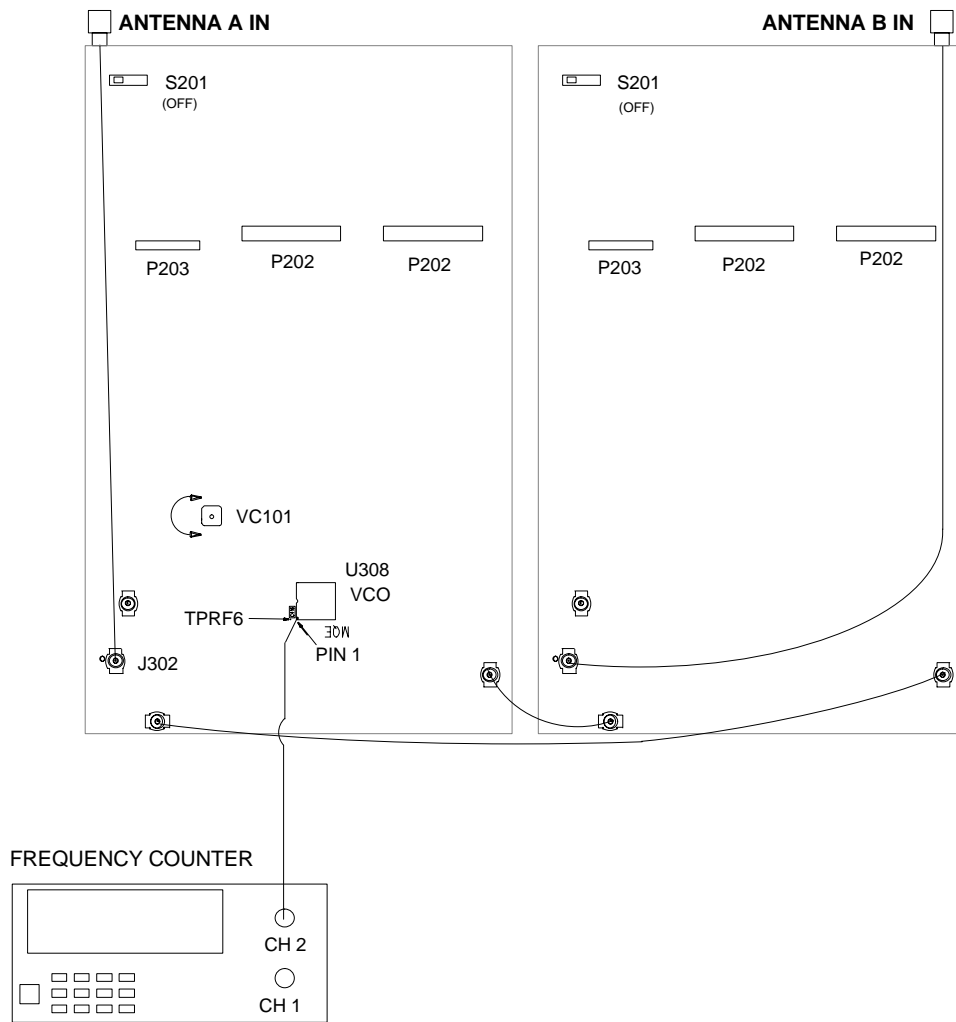 ANTENNA A IN
ANTENNA B IN
S201
(OFF)
S201
(OFF)
P203
P202
P202
P203
P202
P202
VC101
U308
VCO
TPRF6
MQE
PIN 1
J302
FREQUENCY COUNTER
CH 2
CH 1